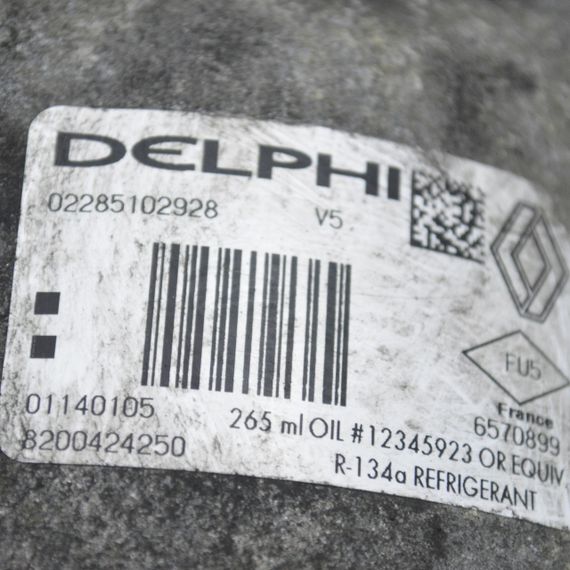 DELPHI
02285102928 V5
FU5
France
01140105 6570899
8200424250
265 ml OIL #12345923 OR EQUIV
R-134a REFRIGERANT